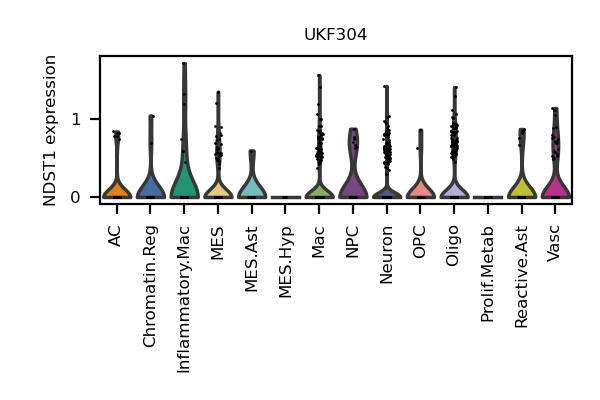 UKF304
NDST1 expression
1
0
AC
Chromatin.Reg
Inflammatory.Mac
MES
MES.Ast
MES.Hyp
Mac
NPC
Neuron
OPC
Oligo
Prolif.Metab
Reactive.Ast
Vasc